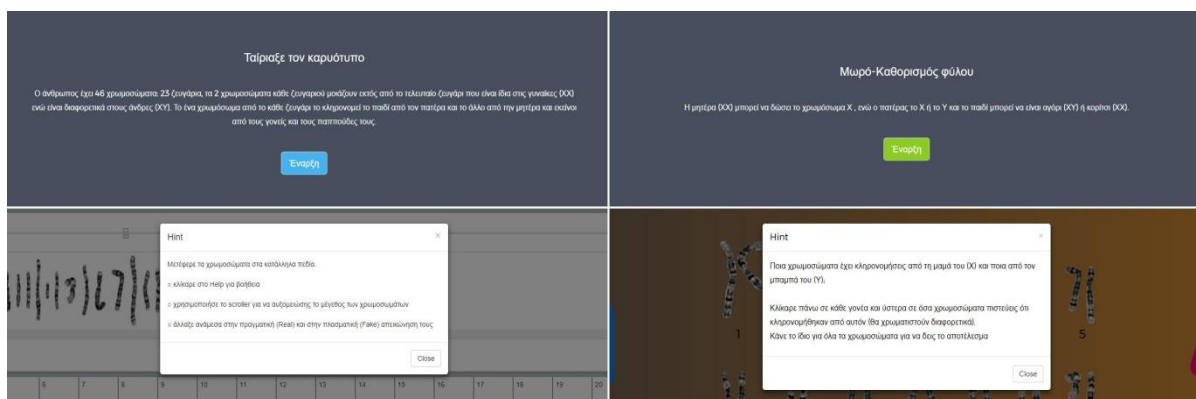 Ταίριαξε τον καρυότυπο
Ο άνθρωπος έχει 46 χρωμοσώματα: 23 ζευγάρια, τα 2 χρωμοσώματα κάθε ζευγαριού μοιάζουν εκτός από το τελευταίο ζευγάρι που είναι ίδια στις γυναίκες (XX)
ενώ είναι διαφορετικά στους άνδρες (XY). Το ένα χρωμόσωμα από το κάθε ζευγάρι το κληρονομεί το παιδί από τον πατέρα και το άλλο από την μητέρα και εκείνοι
από τους γονείς και τους παππούδες τους.
Έναρξη
Μωρό-Καθορισμός φύλου
Η μητέρα (XX) μπορεί να δώσει το χρωμόσωμα X , ενώ ο πατέρας το X ή το Y και το παιδί μπορεί να είναι αγόρι (XY) ή κορίτσι (XX).
Έναρξη
Hint
×
Μετέφερε τα χρωμοσώματα στα κατάλληλα πεδία.
κλίκαρε στο Help για βοήθεια
χρησιμοποιήσε το scroller για να αυξομειώσης το μέγεθος των χρωμοσωμάτων
άλλαξε ανάμεσα στην πραγματική (Real) και στην πλασματική (Fake) απεικώνηση τους
Close
6 7 8 9 10 11 12 13 14 15 16 17 18 19 20
Hint
×
Ποια χρωμοσώματα έχει κληρονομήσεις από τη μαμά του (X) και ποια από τον
μπαμπά του (Y);
Κλίκαρε πάνω σε κάθε γονέα και ύστερα σε όσα χρωμοσώματα πιστεύεις ότι
κληρονομήθηκαν από αυτόν (θα χρωματιστούν διαφορετικά).
Κάνε το ίδιο για όλα τα χρωμοσώματα για να δεις το αποτέλεσμα
Close
1 5